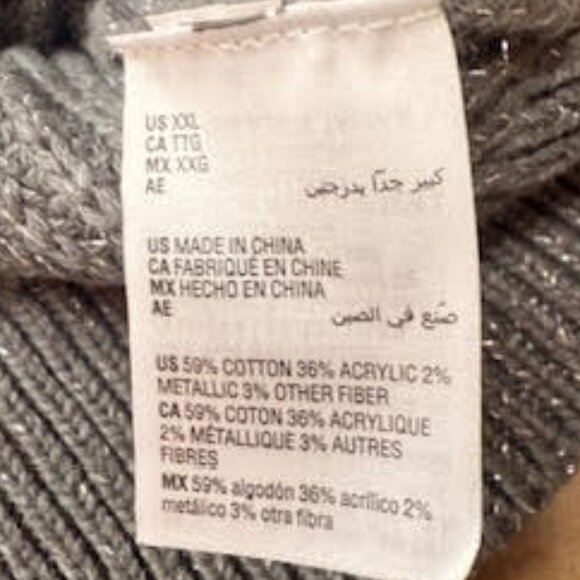 US XXL
CA TTG
MX XXG
AE كبير جدًا بدرجتين
US MADE IN CHINA
CA FABRIQUÉ EN CHINE
MX HECHO EN CHINA
AE صُنع في الصين
US 59% COTTON 36% ACRYLIC 2%
METALLIC 3% OTHER FIBER
CA 59% COTON 36% ACRYLIQUE
2% MÉTALLIQUE 3% AUTRES
FIBRES
MX 59% algodón 36% acrílico 2%
metálico 3% otra fibra